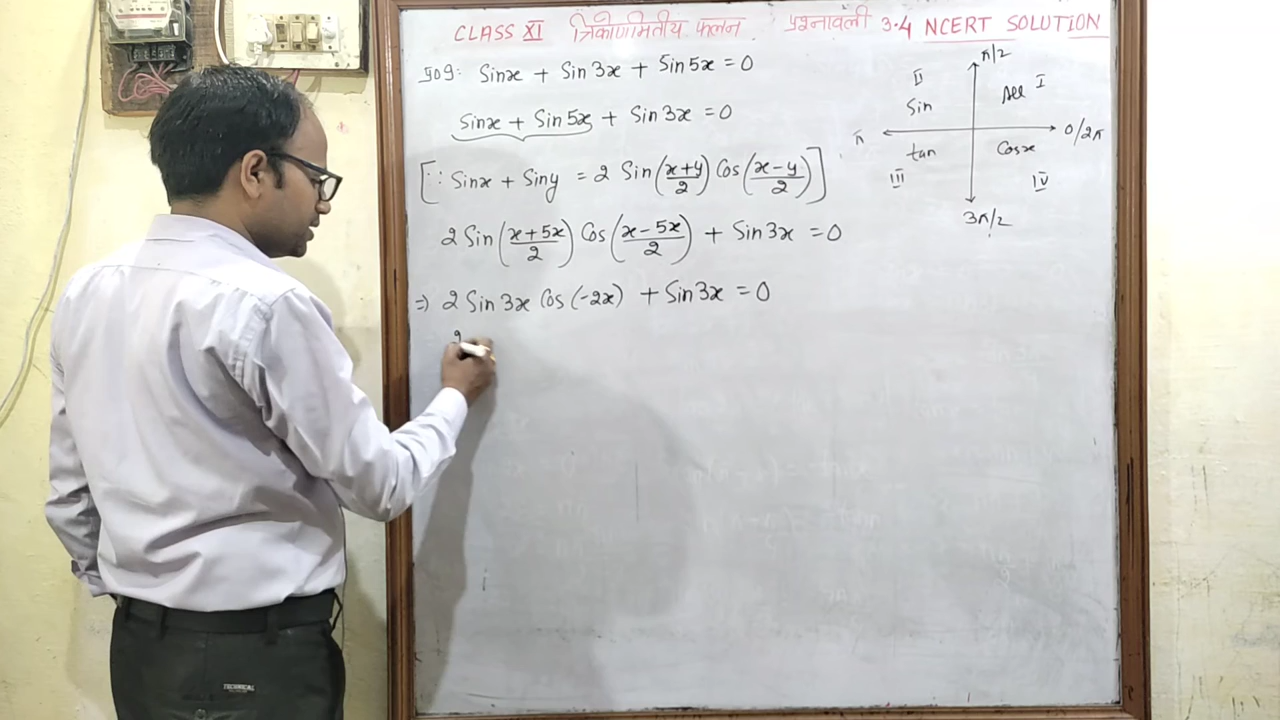 CLASS XI त्रिकोणमितीय फलन प्रश्नावली 3.4 NCERT SOLUTION
प्र09: Sinx + Sin3x + Sin5x = 0
Sinx + Sin5x + Sin3x = 0
[∵ Sinx + Siny = 2 Sin((x+y)/2) Cos((x-y)/2)]
2 Sin((x+5x)/2) Cos((x-5x)/2) + Sin3x = 0
⇒ 2 Sin3x Cos(-2x) + Sin3x = 0
π/2
II All I
Sin
π 0/2π
tan Cosx
III IV
3π/2
TECHNICAL